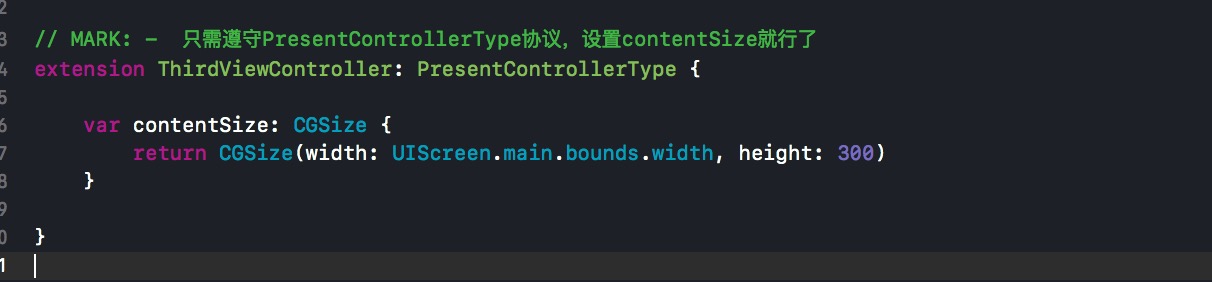 2
3 // MARK: -  只需遵守PresentControllerType协议，设置contentSize就行了
4 extension ThirdViewController: PresentControllerType {
5
6     var contentSize: CGSize {
7         return CGSize(width: UIScreen.main.bounds.width, height: 300)
8     }
9
0 }
1